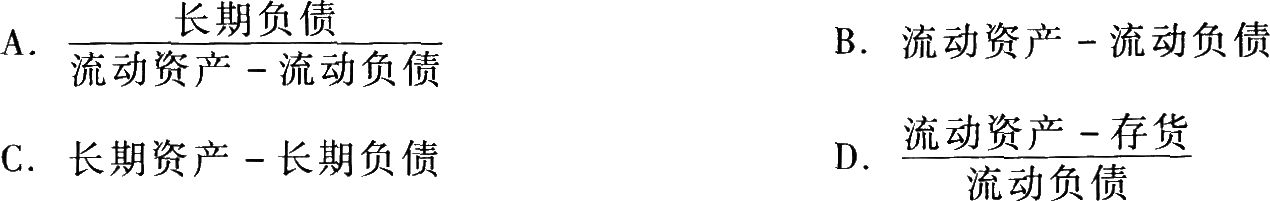 A. 长期负债/流动资产 - 流动负债
B. 流动资产 - 流动负债
C. 长期资产 - 长期负债
D. 流动资产 - 存货/流动负债